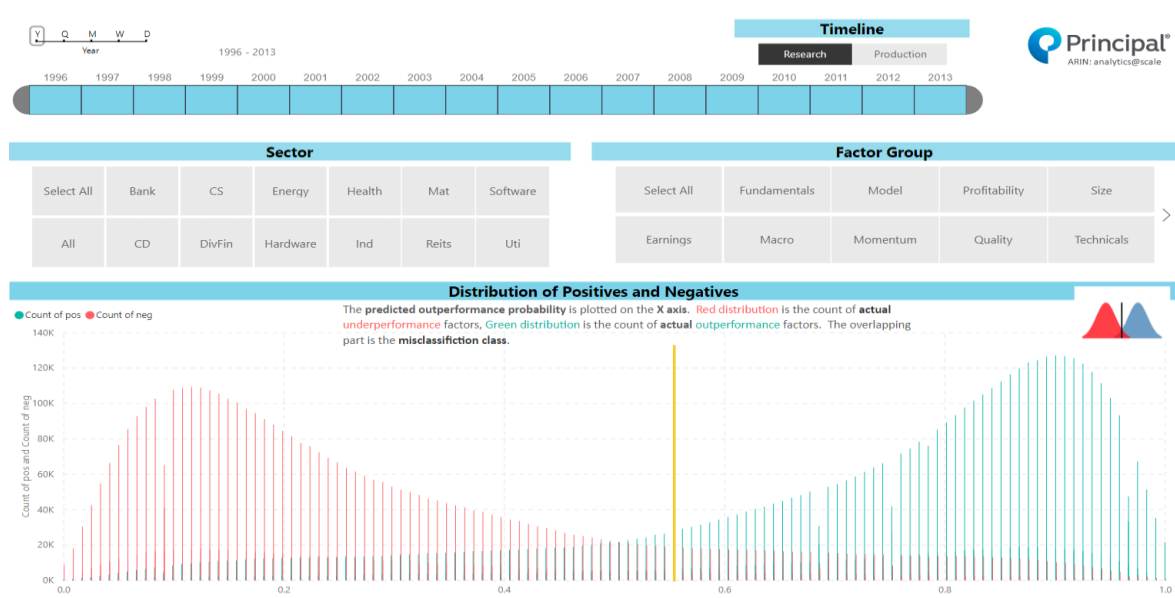 Y Q M W D
Year
1996 - 2013
Timeline
Research Production
Principal®
ARIN: analytics@scale
1996 1997 1998 1999 2000 2001 2002 2003 2004 2005 2006 2007 2008 2009 2010 2011 2012 2013
Sector
Select All Bank CS Energy Health Mat Software
All CD DivFin Hardware Ind Reits Uti
Factor Group
Select All Fundamentals Model Profitability Size
Earnings Macro Momentum Quality Technicals
Distribution of Positives and Negatives
Count of pos Count of neg
The predicted outperformance probability is plotted on the X axis. Red distribution is the count of actual
underperformance factors, Green distribution is the count of actual outperformance factors. The overlapping
part is the misclassifiction class.
Count of pos and Count of neg
140K
120K
100K
80K
60K
40K
20K
0K
0.0 0.2 0.4 0.6 0.8 1.0